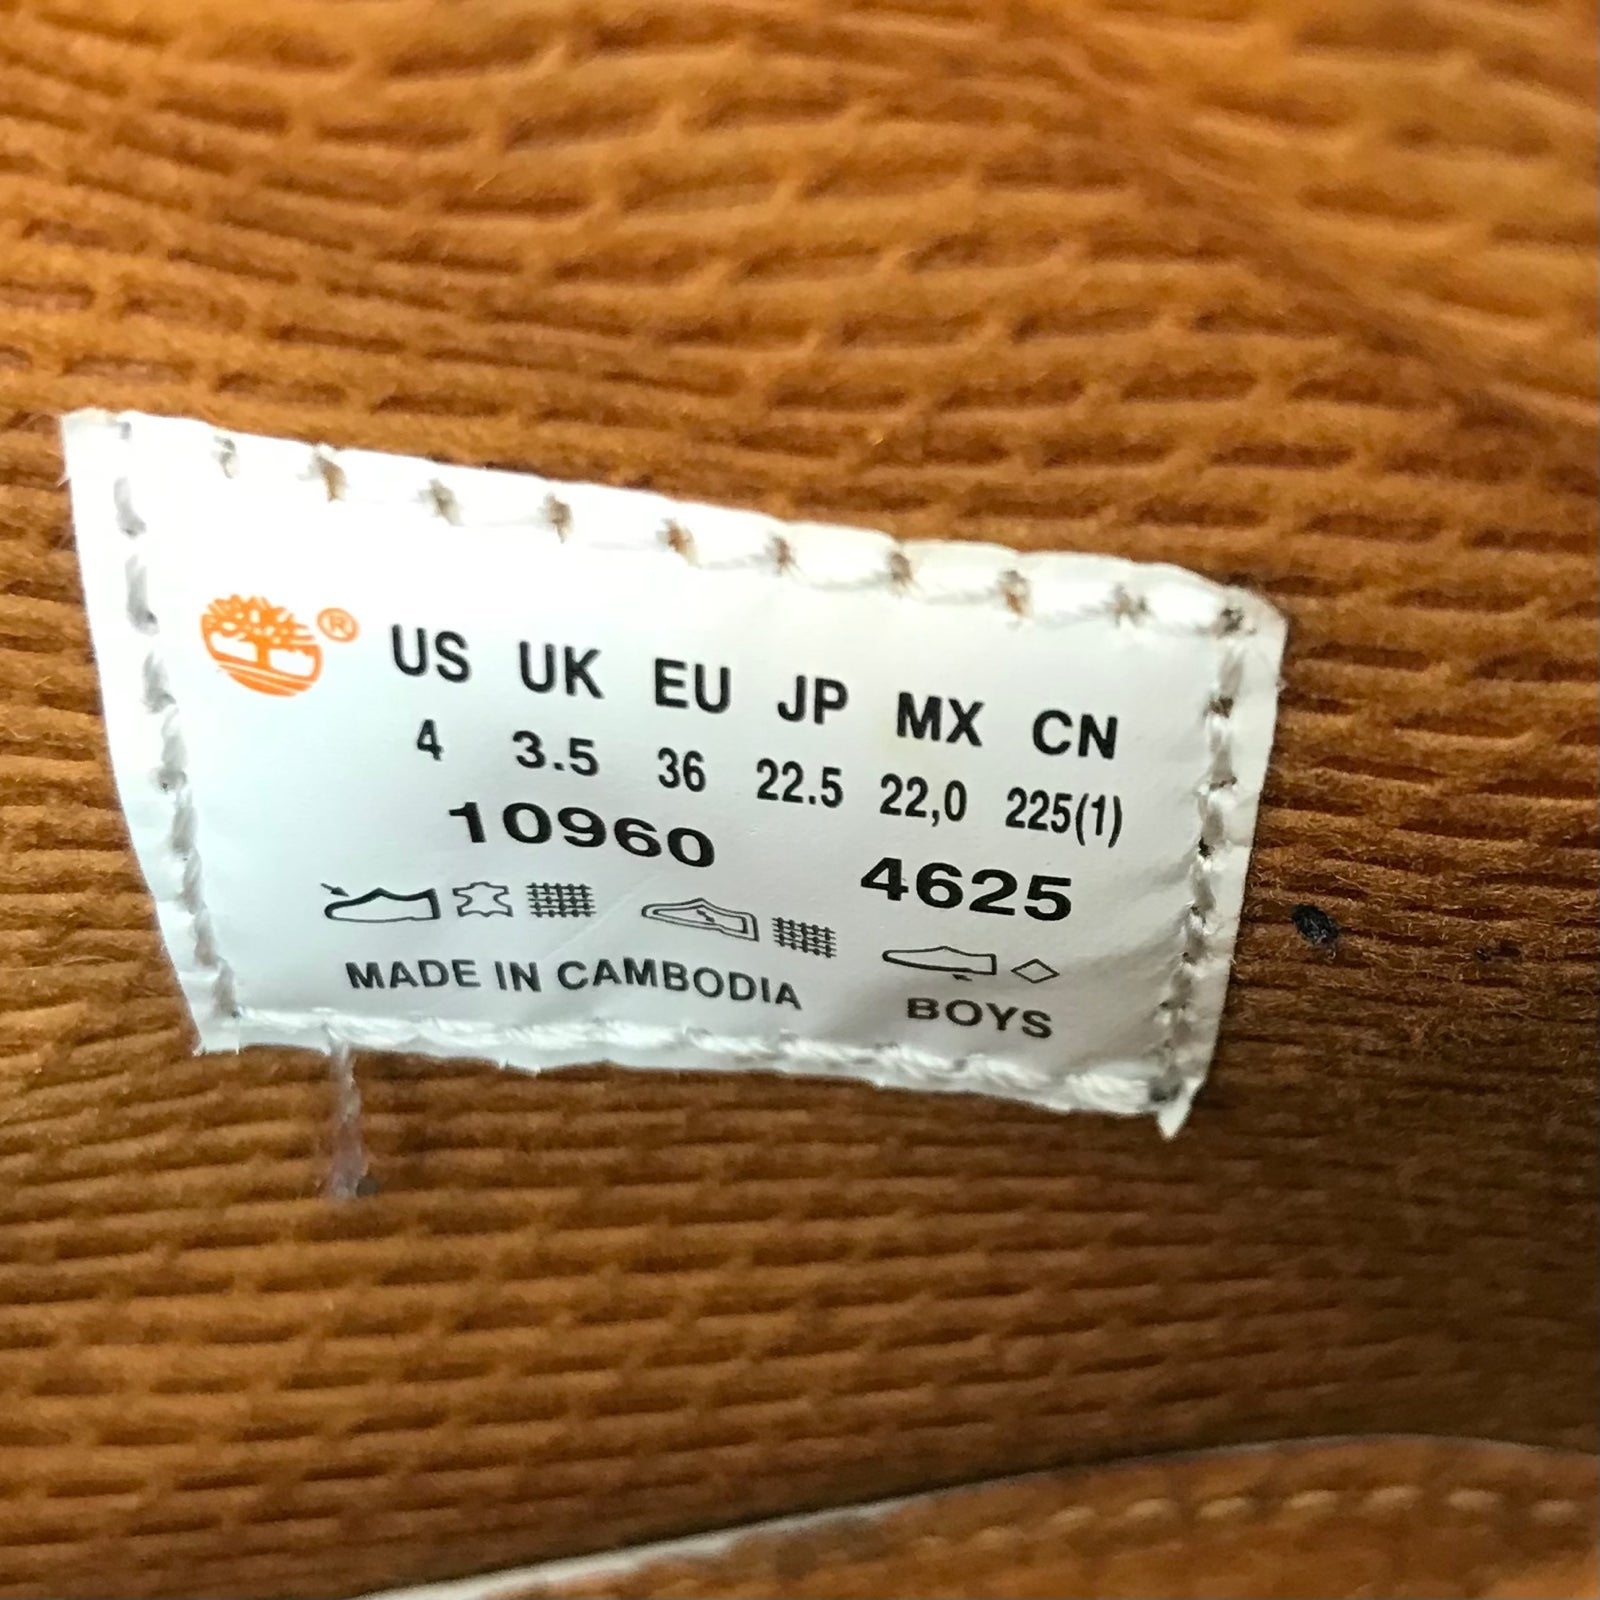 ® US UK EU JP MX CN
4 3.5 36 22.5 22,0 225(1)
10960 4625
MADE IN CAMBODIA BOYS